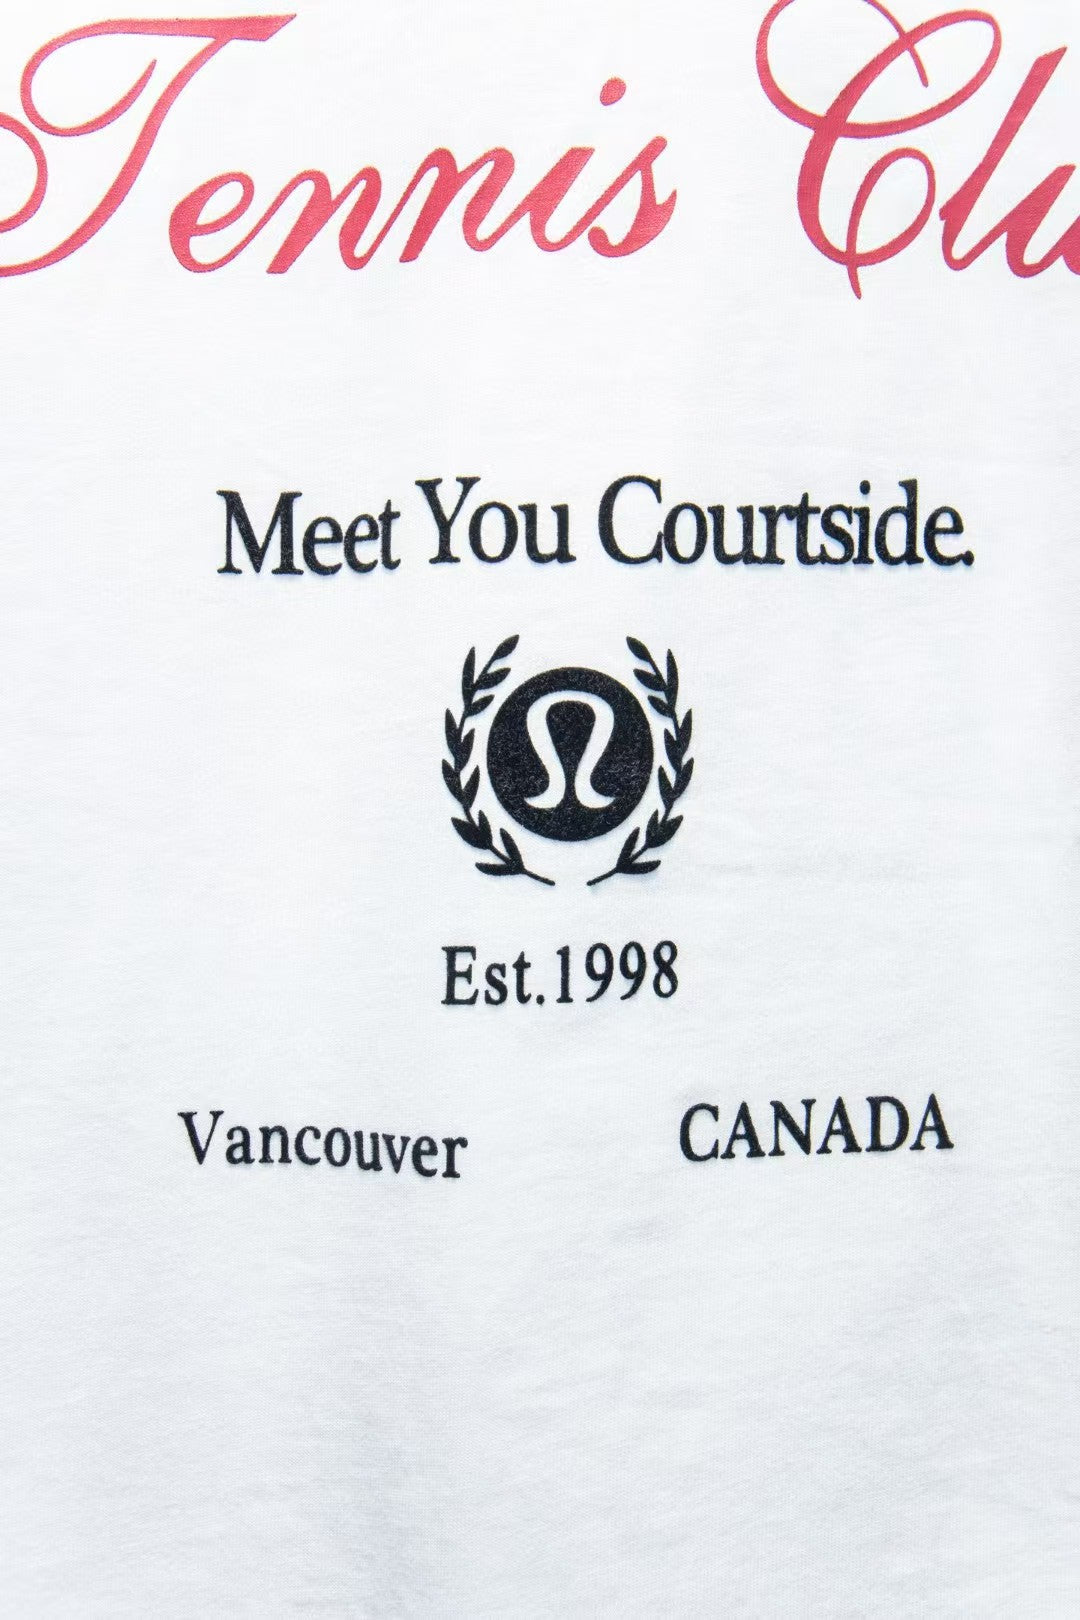 Tennis Clu
Meet You Courtside.
Est.1998
Vancouver CANADA